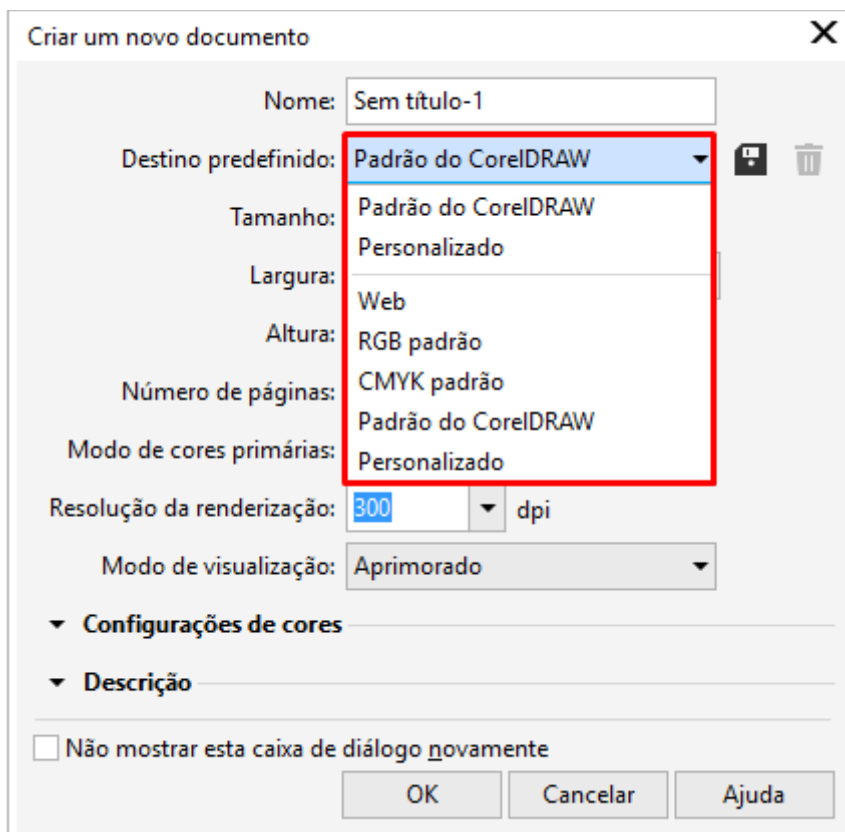 Criar um novo documento
Nome: Sem título-1
Destino predefinido: Padrão do CorelDRAW
Padrão do CorelDRAW
Tamanho:
Personalizado
Largura:
Web
Altura:
RGB padrão
CMYK padrão
Número de páginas:
Padrão do CorelDRAW
Modo de cores primárias:
Personalizado
Resolução da renderização: 300 dpi
Modo de visualização: Aprimorado
Configurações de cores
Descrição
Não mostrar esta caixa de diálogo novamente
OK Cancelar Ajuda